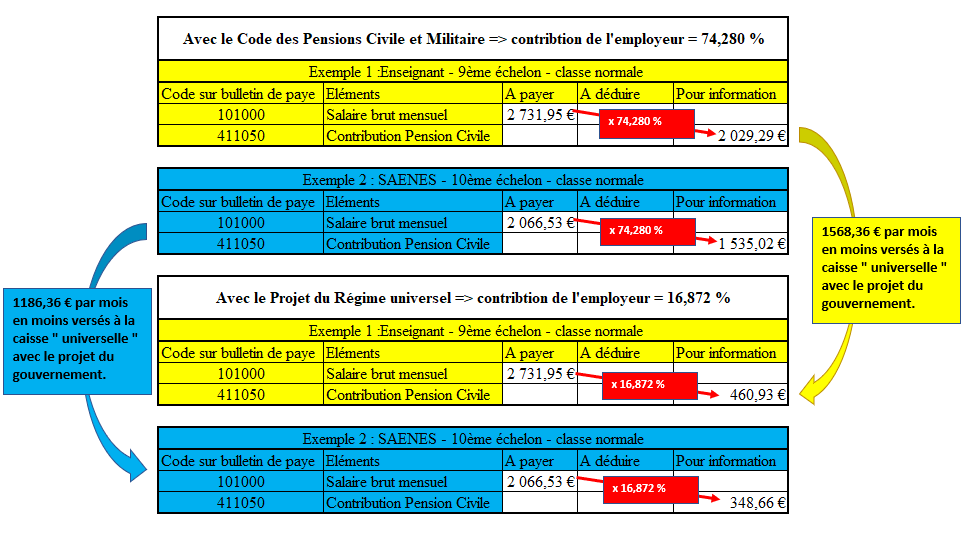 Avec le Code des Pensions Civile et Militaire => contribtion de l'employeur = 74,280 %
Exemple 1 :Enseignant - 9ème échelon - classe normale
Code sur bulletin de paye Eléments A payer A déduire Pour information
101000 Salaire brut mensuel 2 731,95 €
x 74,280 %
411050 Contribution Pension Civile 2 029,29 €
Exemple 2 : SAENES - 10ème échelon - classe normale
Code sur bulletin de paye Eléments A payer A déduire Pour information
101000 Salaire brut mensuel 2 066,53 €
x 74,280 %
411050 Contribution Pension Civile 1 535,02 €
1568,36 € par mois
en moins versés à la
caisse " universelle "
avec le projet du
gouvernement.
1186,36 € par mois
en moins versés à la
caisse " universelle "
avec le projet du
gouvernement.
Avec le Projet du Régime universel => contribtion de l'employeur = 16,872 %
Exemple 1 :Enseignant - 9ème échelon - classe normale
Code sur bulletin de paye Eléments A payer A déduire Pour information
101000 Salaire brut mensuel 2 731,95 €
x 16,872 %
411050 Contribution Pension Civile 460,93 €
Exemple 2 : SAENES - 10ème échelon - classe normale
Code sur bulletin de paye Eléments A payer A déduire Pour information
101000 Salaire brut mensuel 2 066,53 €
x 16,872 %
411050 Contribution Pension Civile 348,66 €